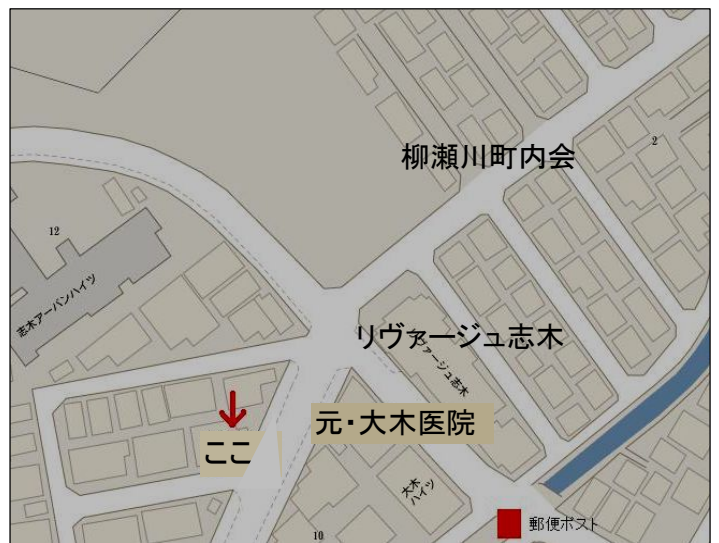 柳瀬川町内会
2
12
志木アーバンハイツ
リヴァージュ志木
リヴァージュ志木
元・大木医院
ここ
大木
ハイツ
10
郵便ポスト